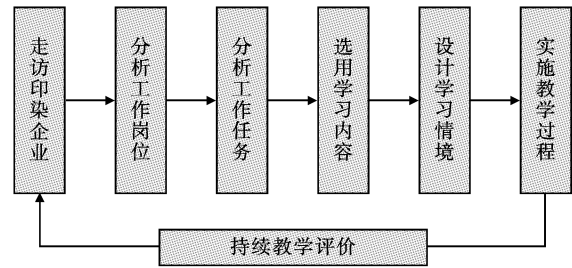 走访印染企业
分析工作岗位
分析工作任务
选用学习内容
设计学习情境
实施教学过程
持续教学评价